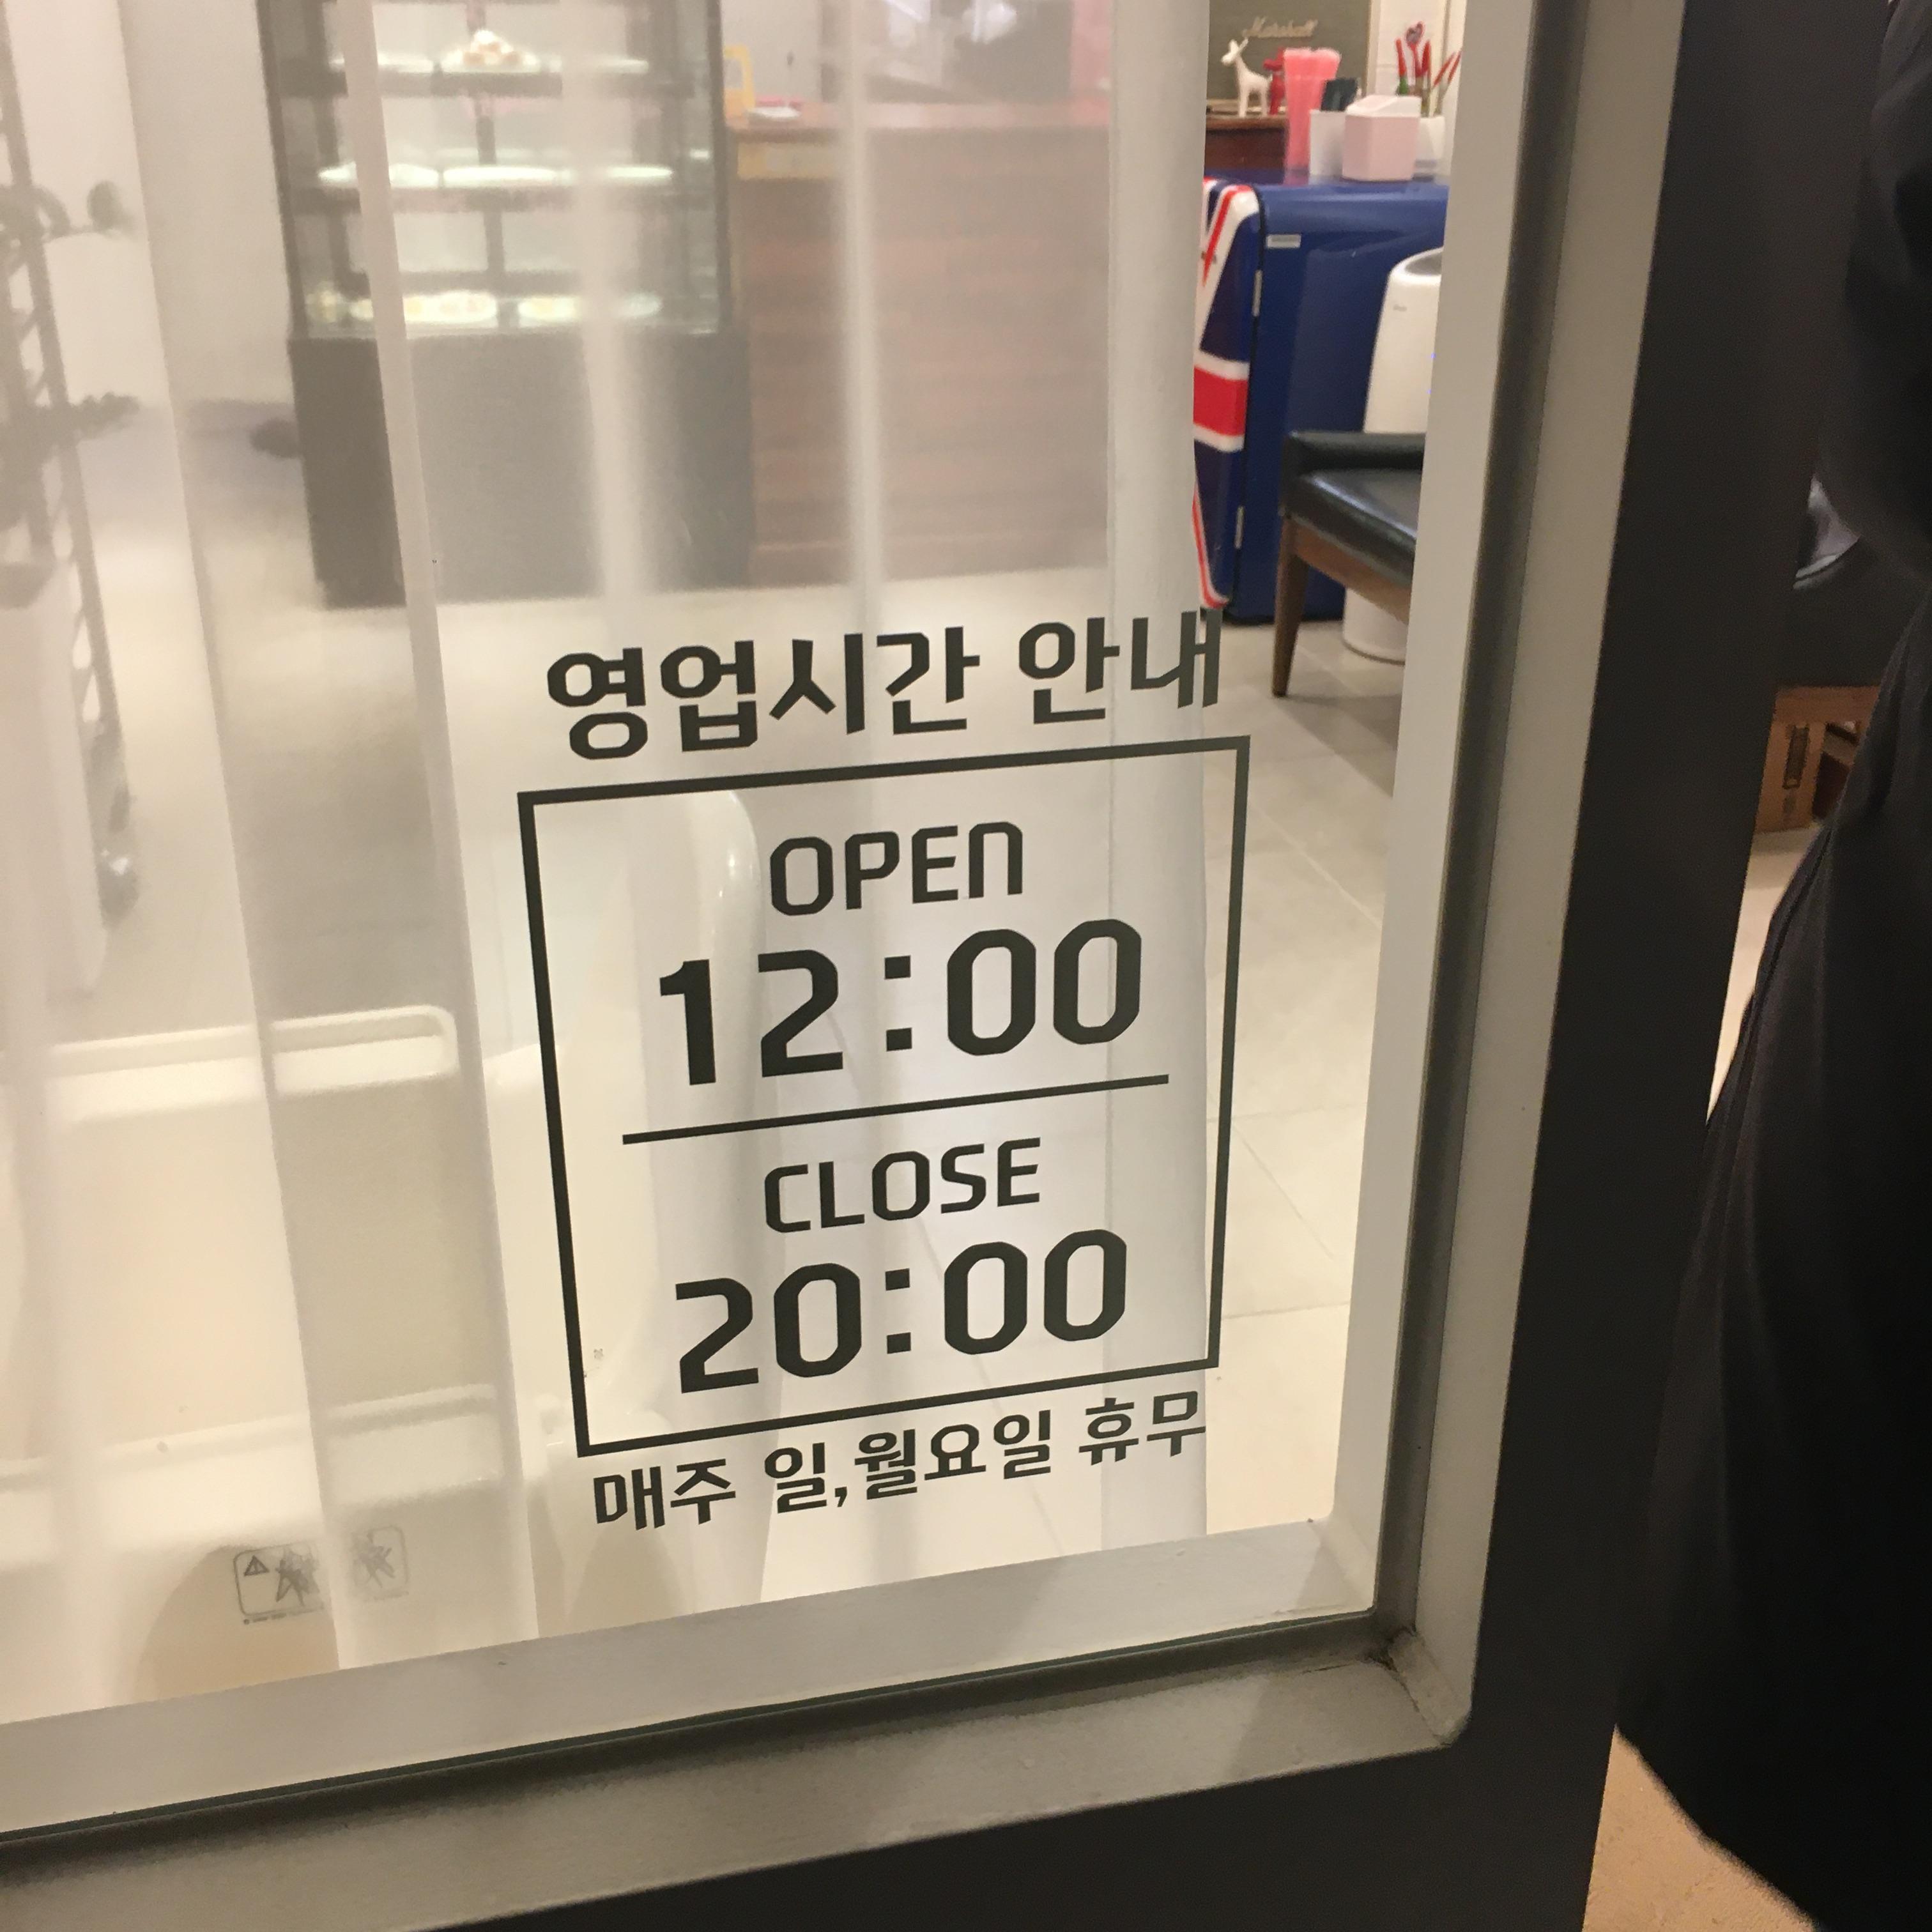 Marshall
영업시간 안내
OPEN
12:00
CLOSE
20:00
매주 일,월요일 휴무